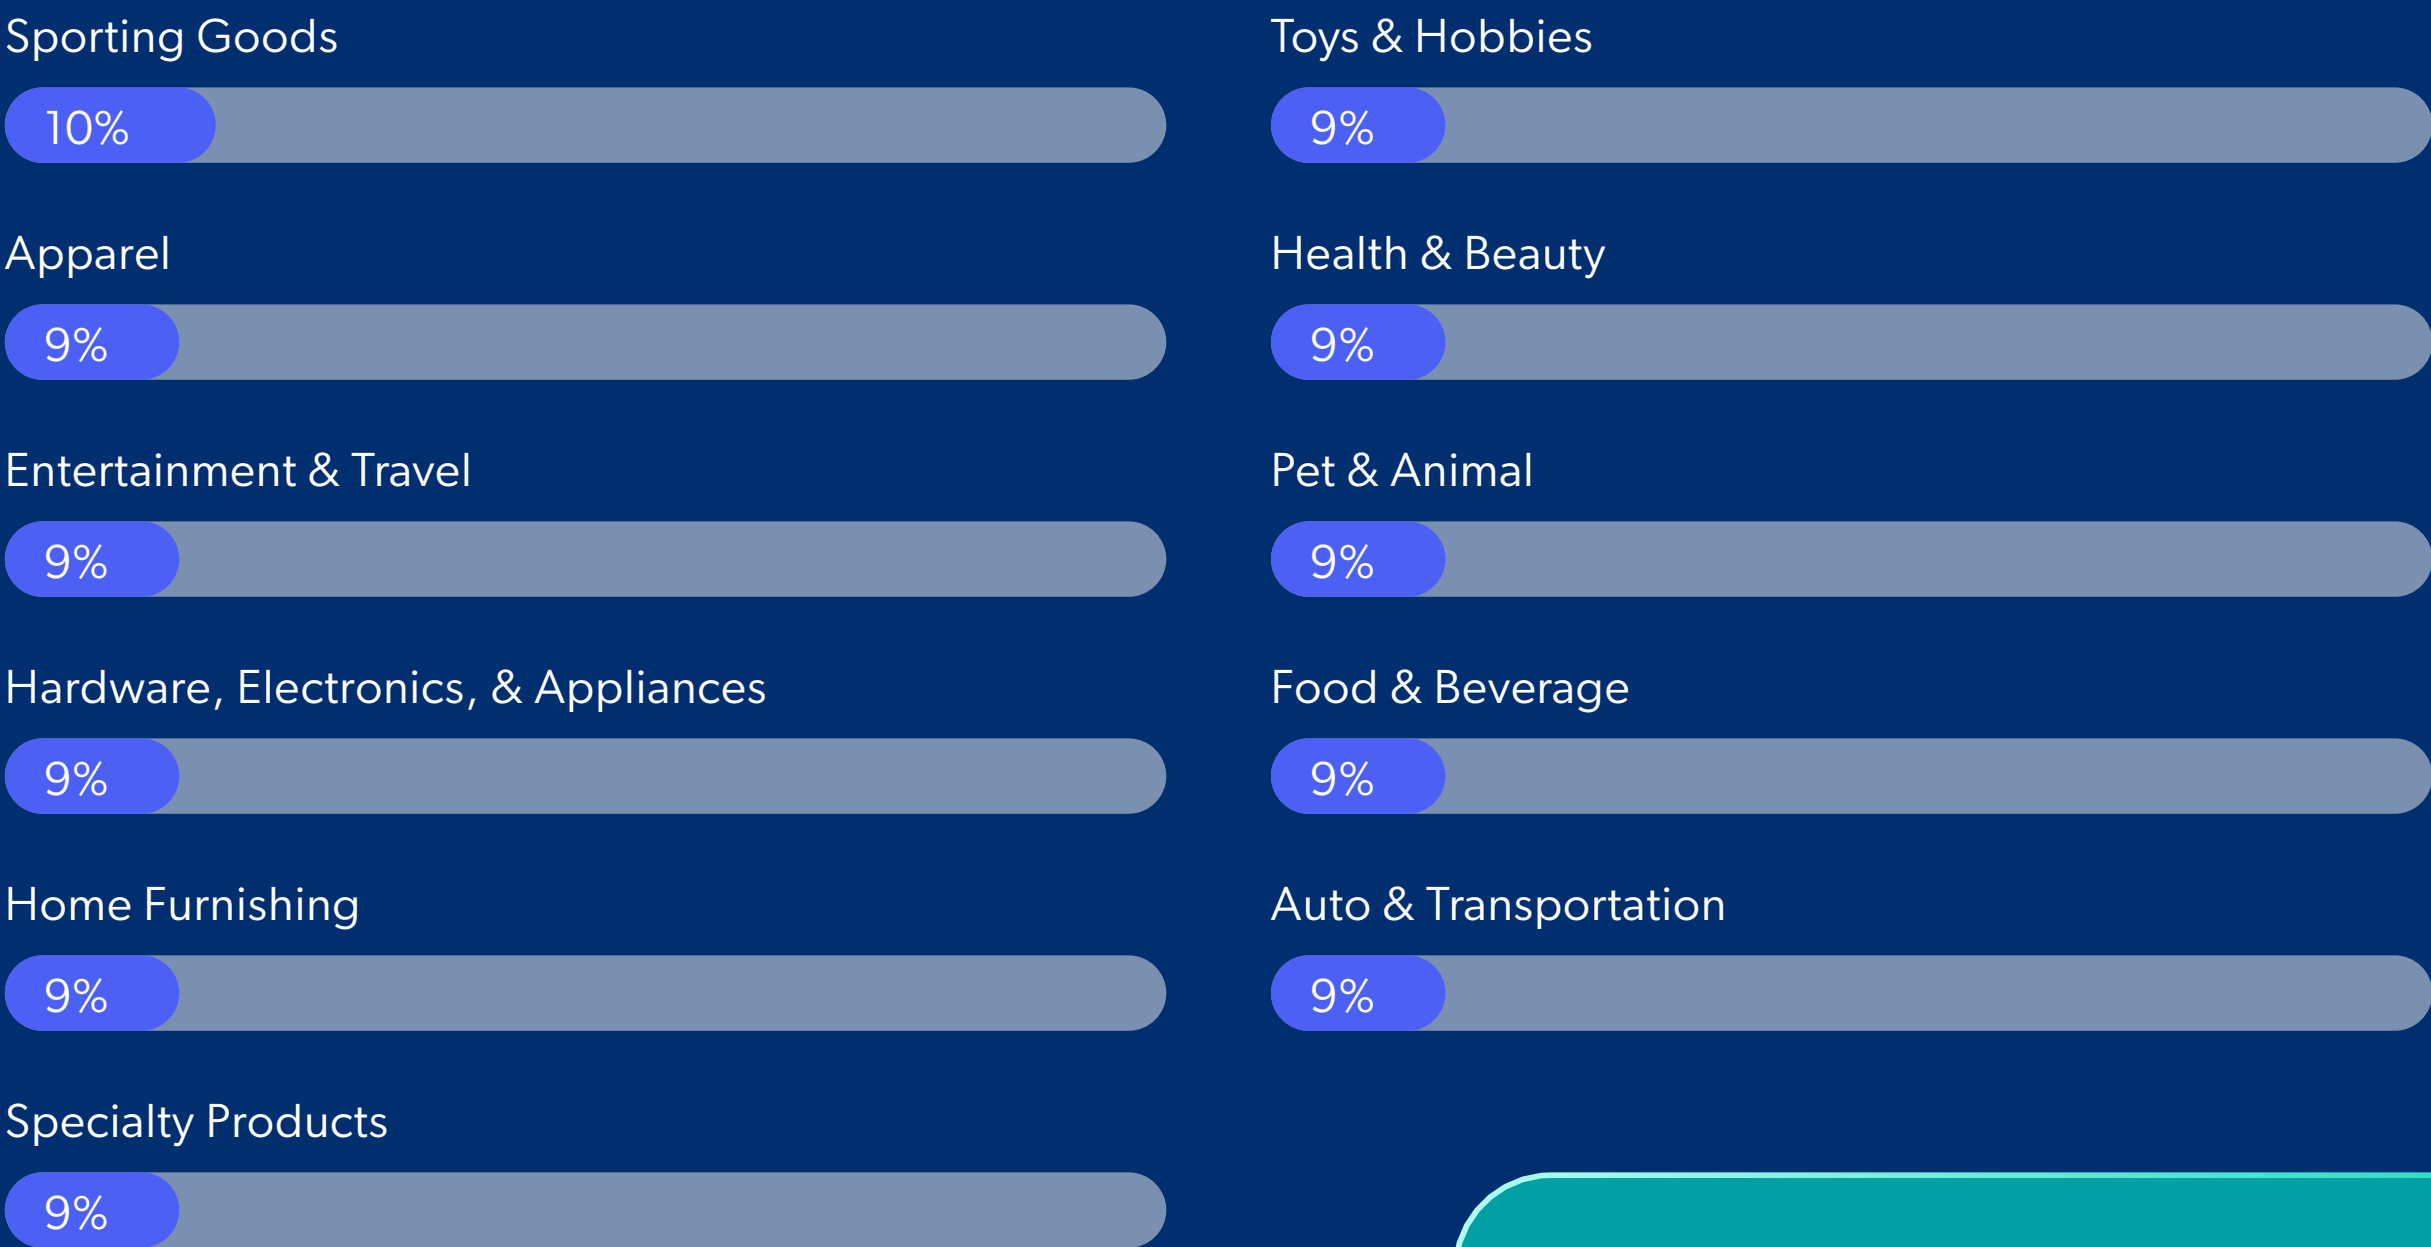 Sporting Goods
10%
Apparel
9%
Entertainment & Travel
9%
Hardware, Electronics, & Appliances
9%
Home Furnishing
9%
Specialty Products
9%
Toys & Hobbies
9%
Health & Beauty
9%
Pet & Animal
9%
Food & Beverage
9%
Auto & Transportation
9%